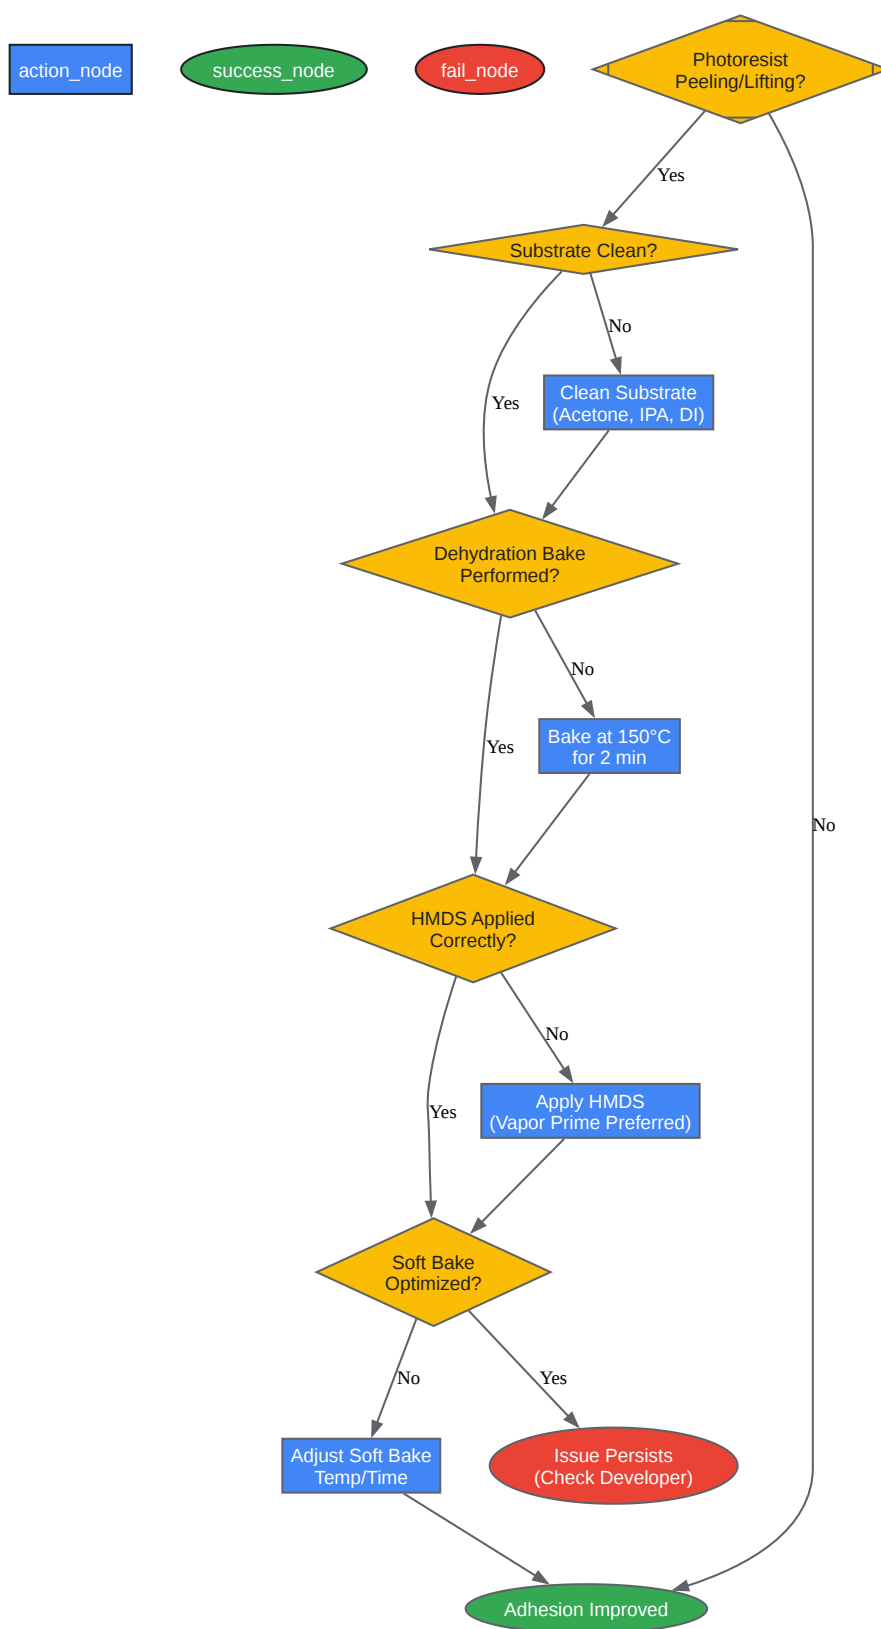 action_node
success_node
fail_node
Photoresist
Peeling/Lifting?
Yes
Substrate Clean?
No
Yes
Clean Substrate
(Acetone, IPA, DI)
Dehydration Bake
Performed?
No
Yes
Bake at 150°C
for 2 min
No
HMDS Applied
Correctly?
No
Yes
Apply HMDS
(Vapor Prime Preferred)
Soft Bake
Optimized?
No
Yes
Adjust Soft Bake
Temp/Time
Issue Persists
(Check Developer)
Adhesion Improved